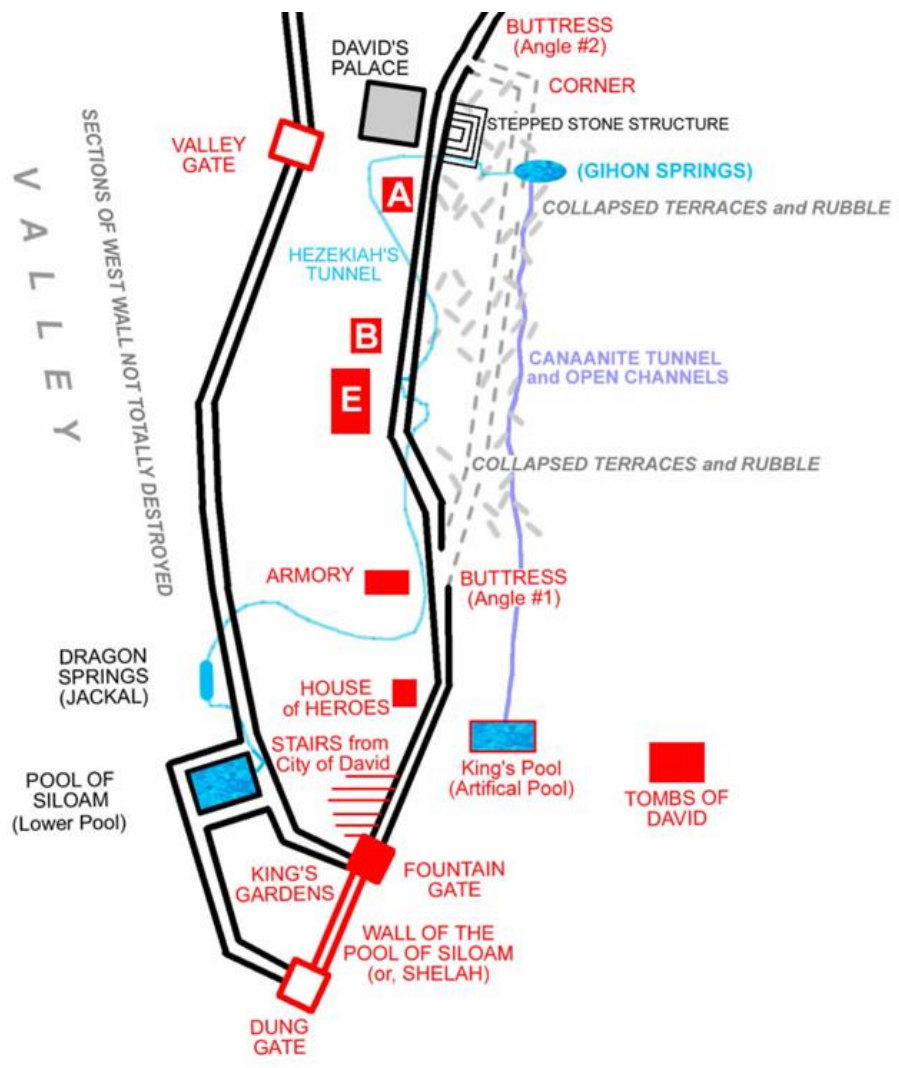 BUTTRESS
(Angle #2)
DAVID'S
PALACE
CORNER
STEPPED STONE STRUCTURE
VALLEY
GATE
(GIHON SPRINGS)
A
COLLAPSED TERRACES and RUBBLE
VALLEY
SECTIONS OF WEST WALL NOT TOTALLY DESTROYED
HEZEKIAH'S
TUNNEL
B
CANAANITE TUNNEL
and OPEN CHANNELS
E
COLLAPSED TERRACES and RUBBLE
ARMORY
BUTTRESS
(Angle #1)
DRAGON
SPRINGS
(JACKAL)
HOUSE
of HEROES
STAIRS from
City of David
King's Pool
(Artifical Pool)
TOMBS OF
DAVID
POOL OF
SILOAM
(Lower Pool)
KING'S
GARDENS
FOUNTAIN
GATE
WALL OF THE
POOL OF SILOAM
(or, SHELAH)
DUNG
GATE